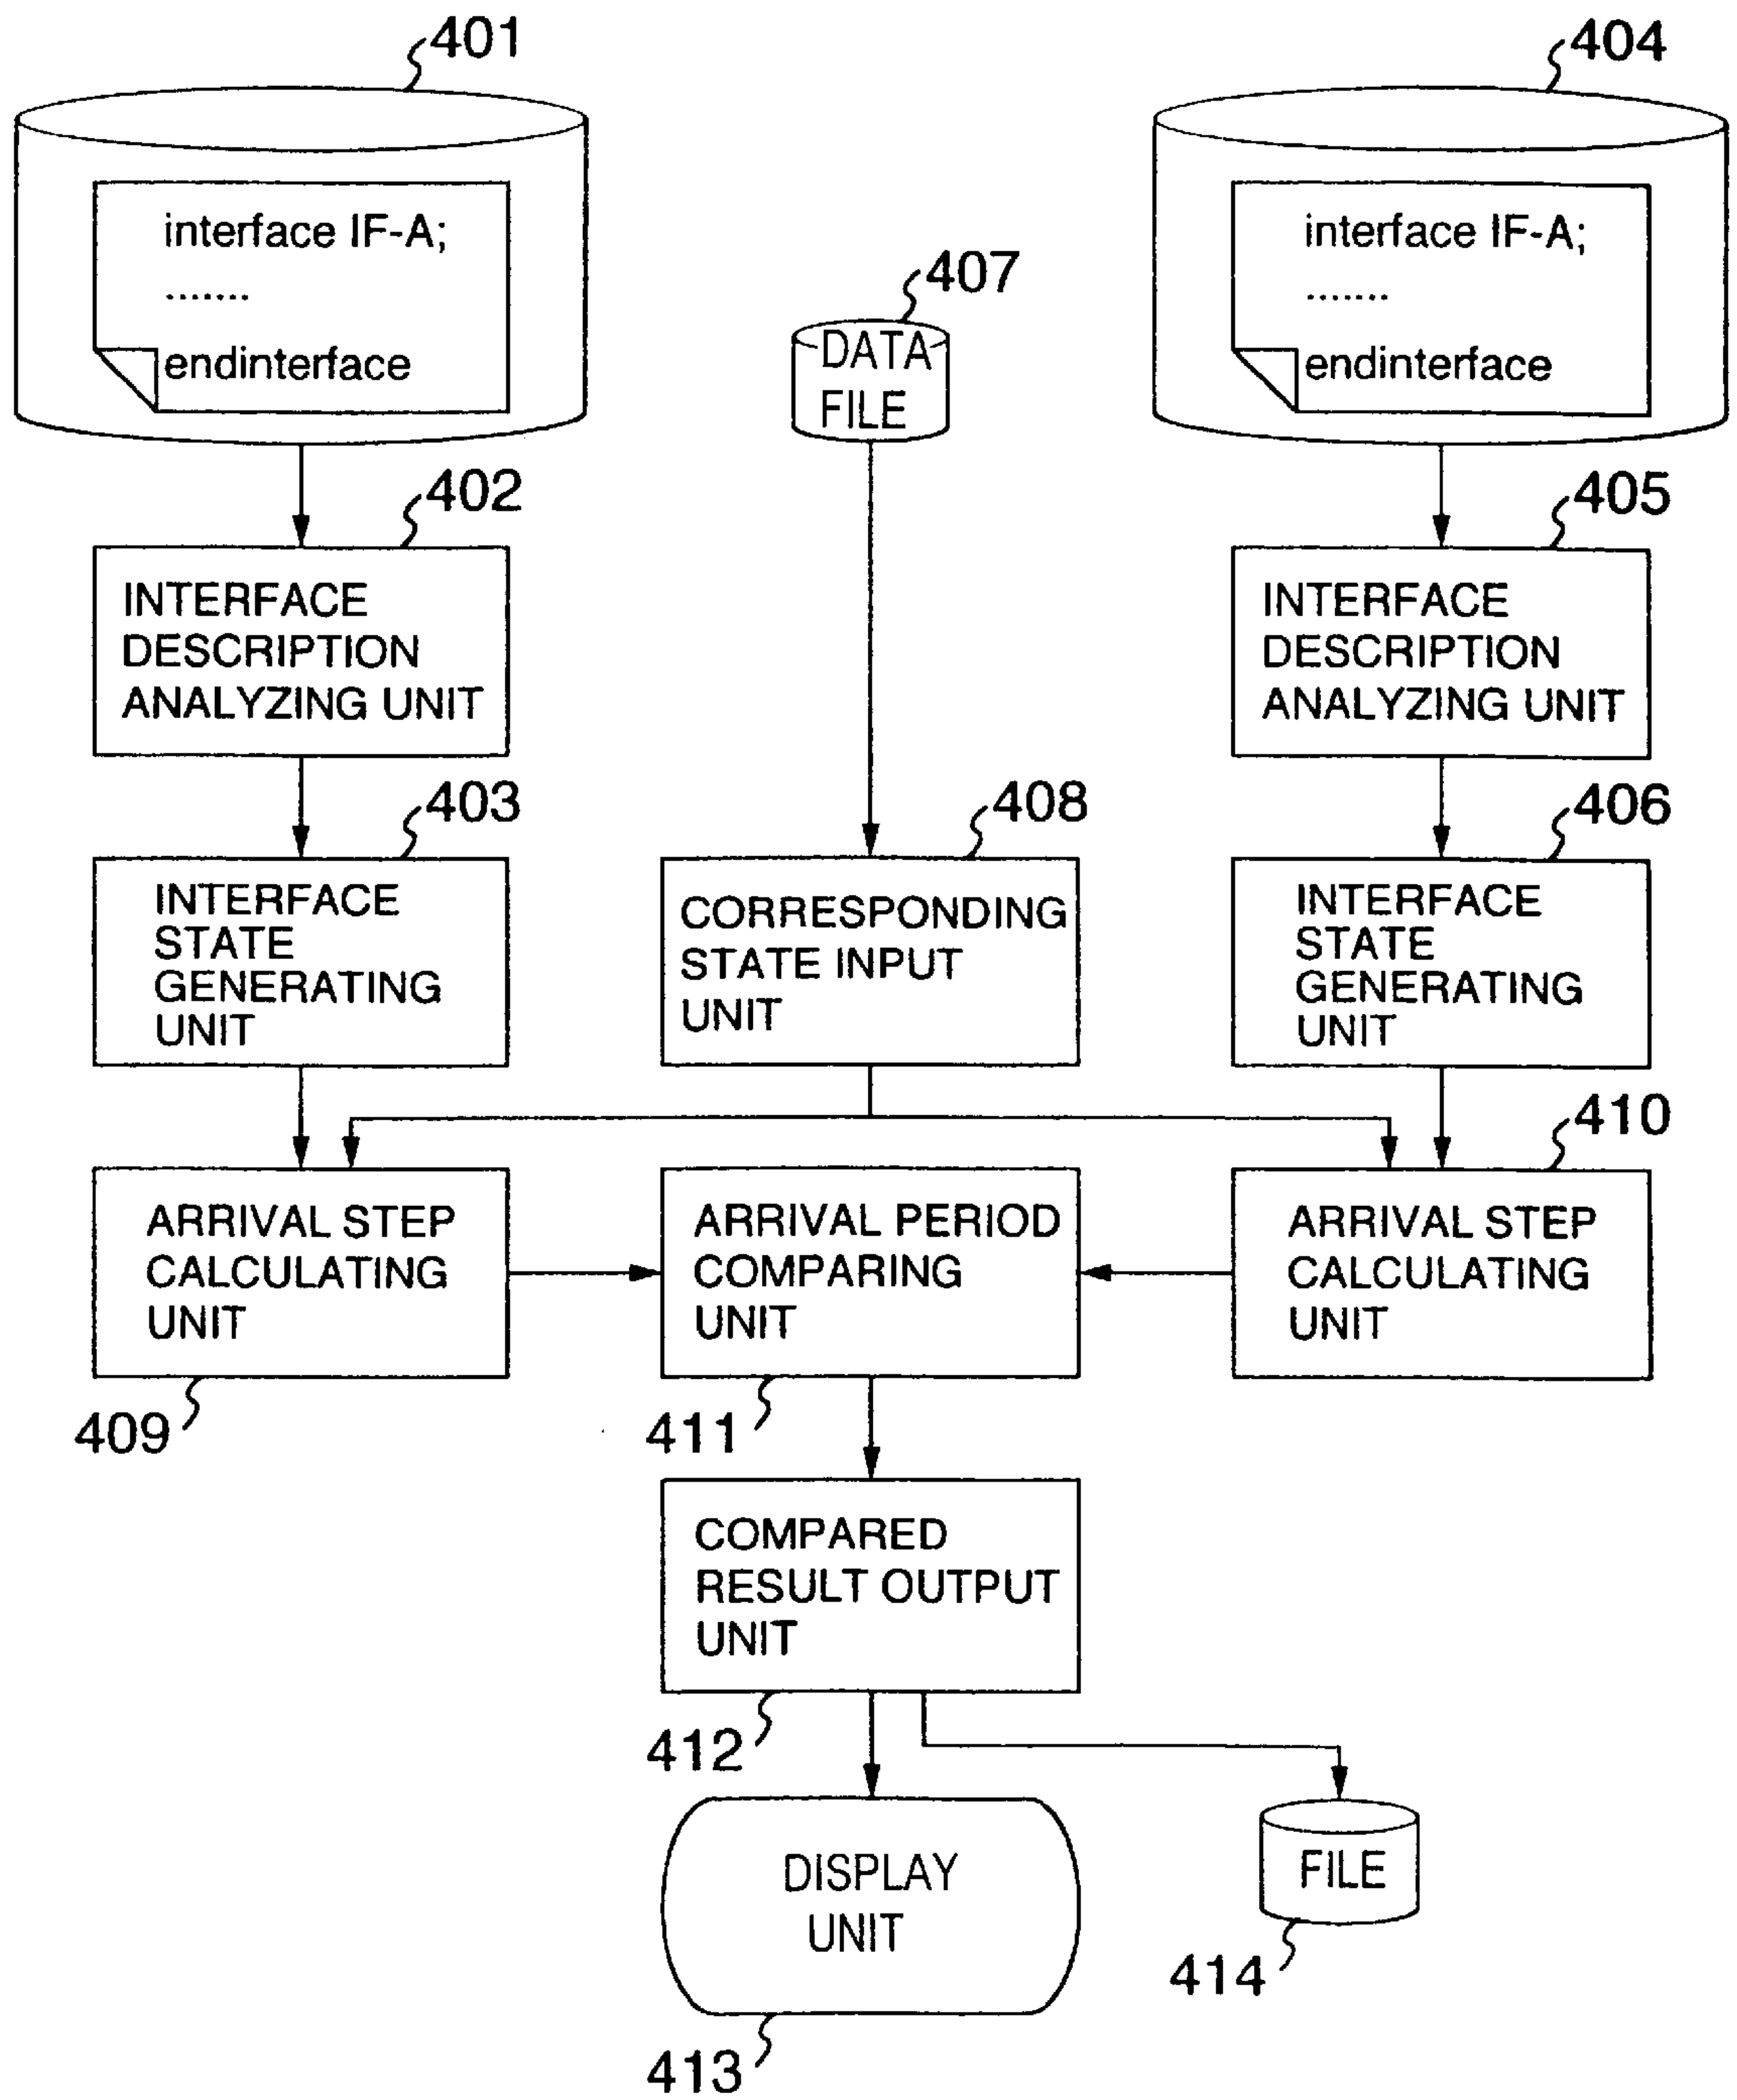 401
404
interface IF-A;
.......
endinterface
407
DATA
FILE
interface IF-A;
.......
endinterface
402
405
INTERFACE
DESCRIPTION
ANALYZING UNIT
INTERFACE
DESCRIPTION
ANALYZING UNIT
403
408
406
INTERFACE
STATE
GENERATING
UNIT
CORRESPONDING
STATE INPUT
UNIT
INTERFACE
STATE
GENERATING
UNIT
410
ARRIVAL STEP
CALCULATING
UNIT
ARRIVAL PERIOD
COMPARING
UNIT
ARRIVAL STEP
CALCULATING
UNIT
409
411
COMPARED
RESULT OUTPUT
UNIT
412
DISPLAY
UNIT
FILE
414
413